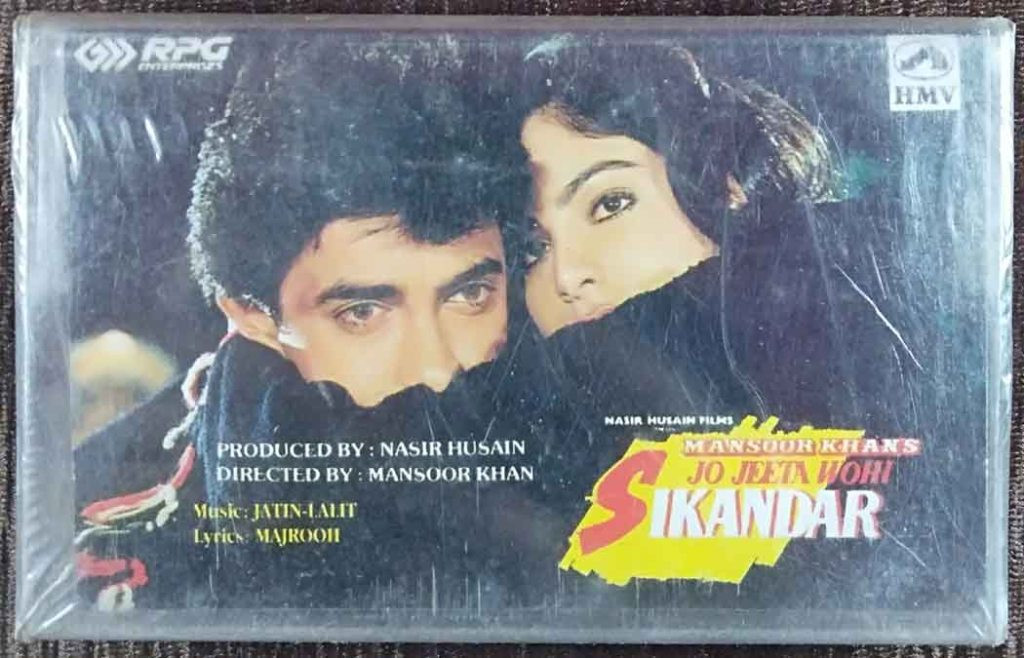 RPG
ENTERPRISES
HMV
NASIR HUSAIN FILMS
MANSOOR KHAN'S
JO JEETA WOHI
SIKANDAR
PRODUCED BY : NASIR HUSAIN
DIRECTED BY : MANSOOR KHAN
Music: JATIN-LALIT
Lyrics: MAJROOH